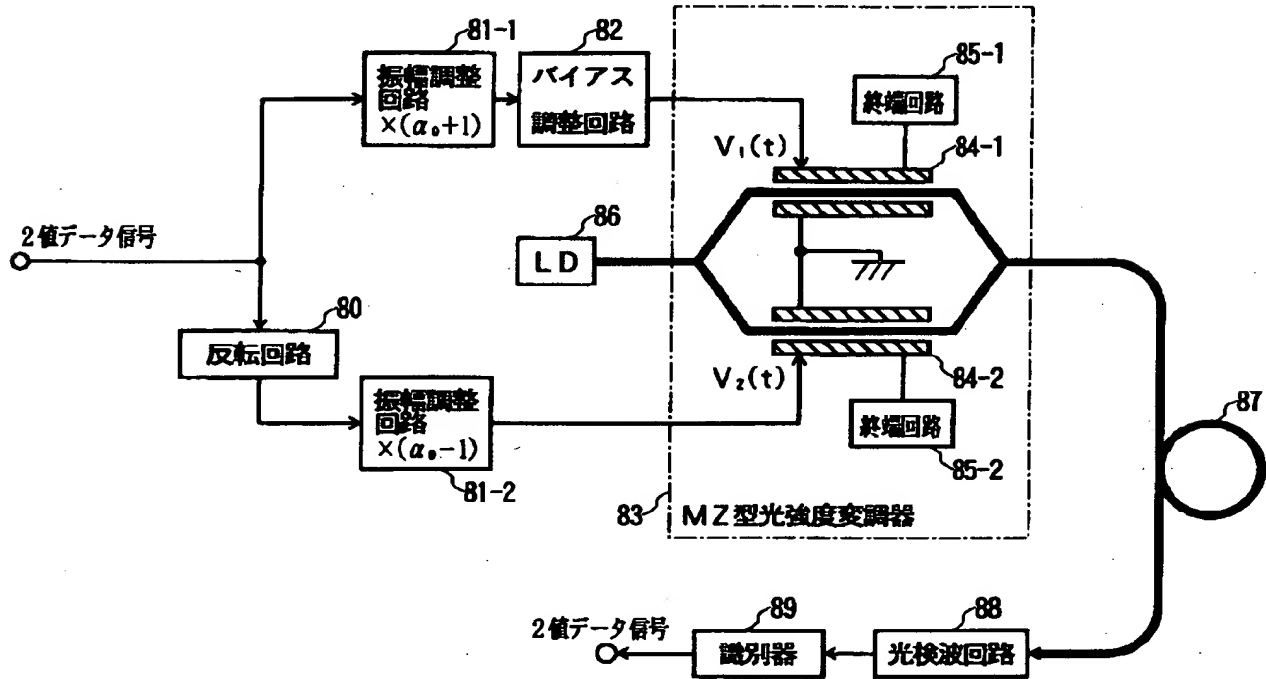 81-1
82
振幅調整
回路
×(α₀+1)
バイアス
調整回路
85-1
終端回路
V₁(t)
84-1
2値データ信号
86
LD
80
反転回路
振幅調整
回路
×(α₀-1)
81-2
V₂(t)
84-2
終端回路
85-2
83
MZ型光強度変調器
87
2値データ信号
89
識別器
88
光検波回路